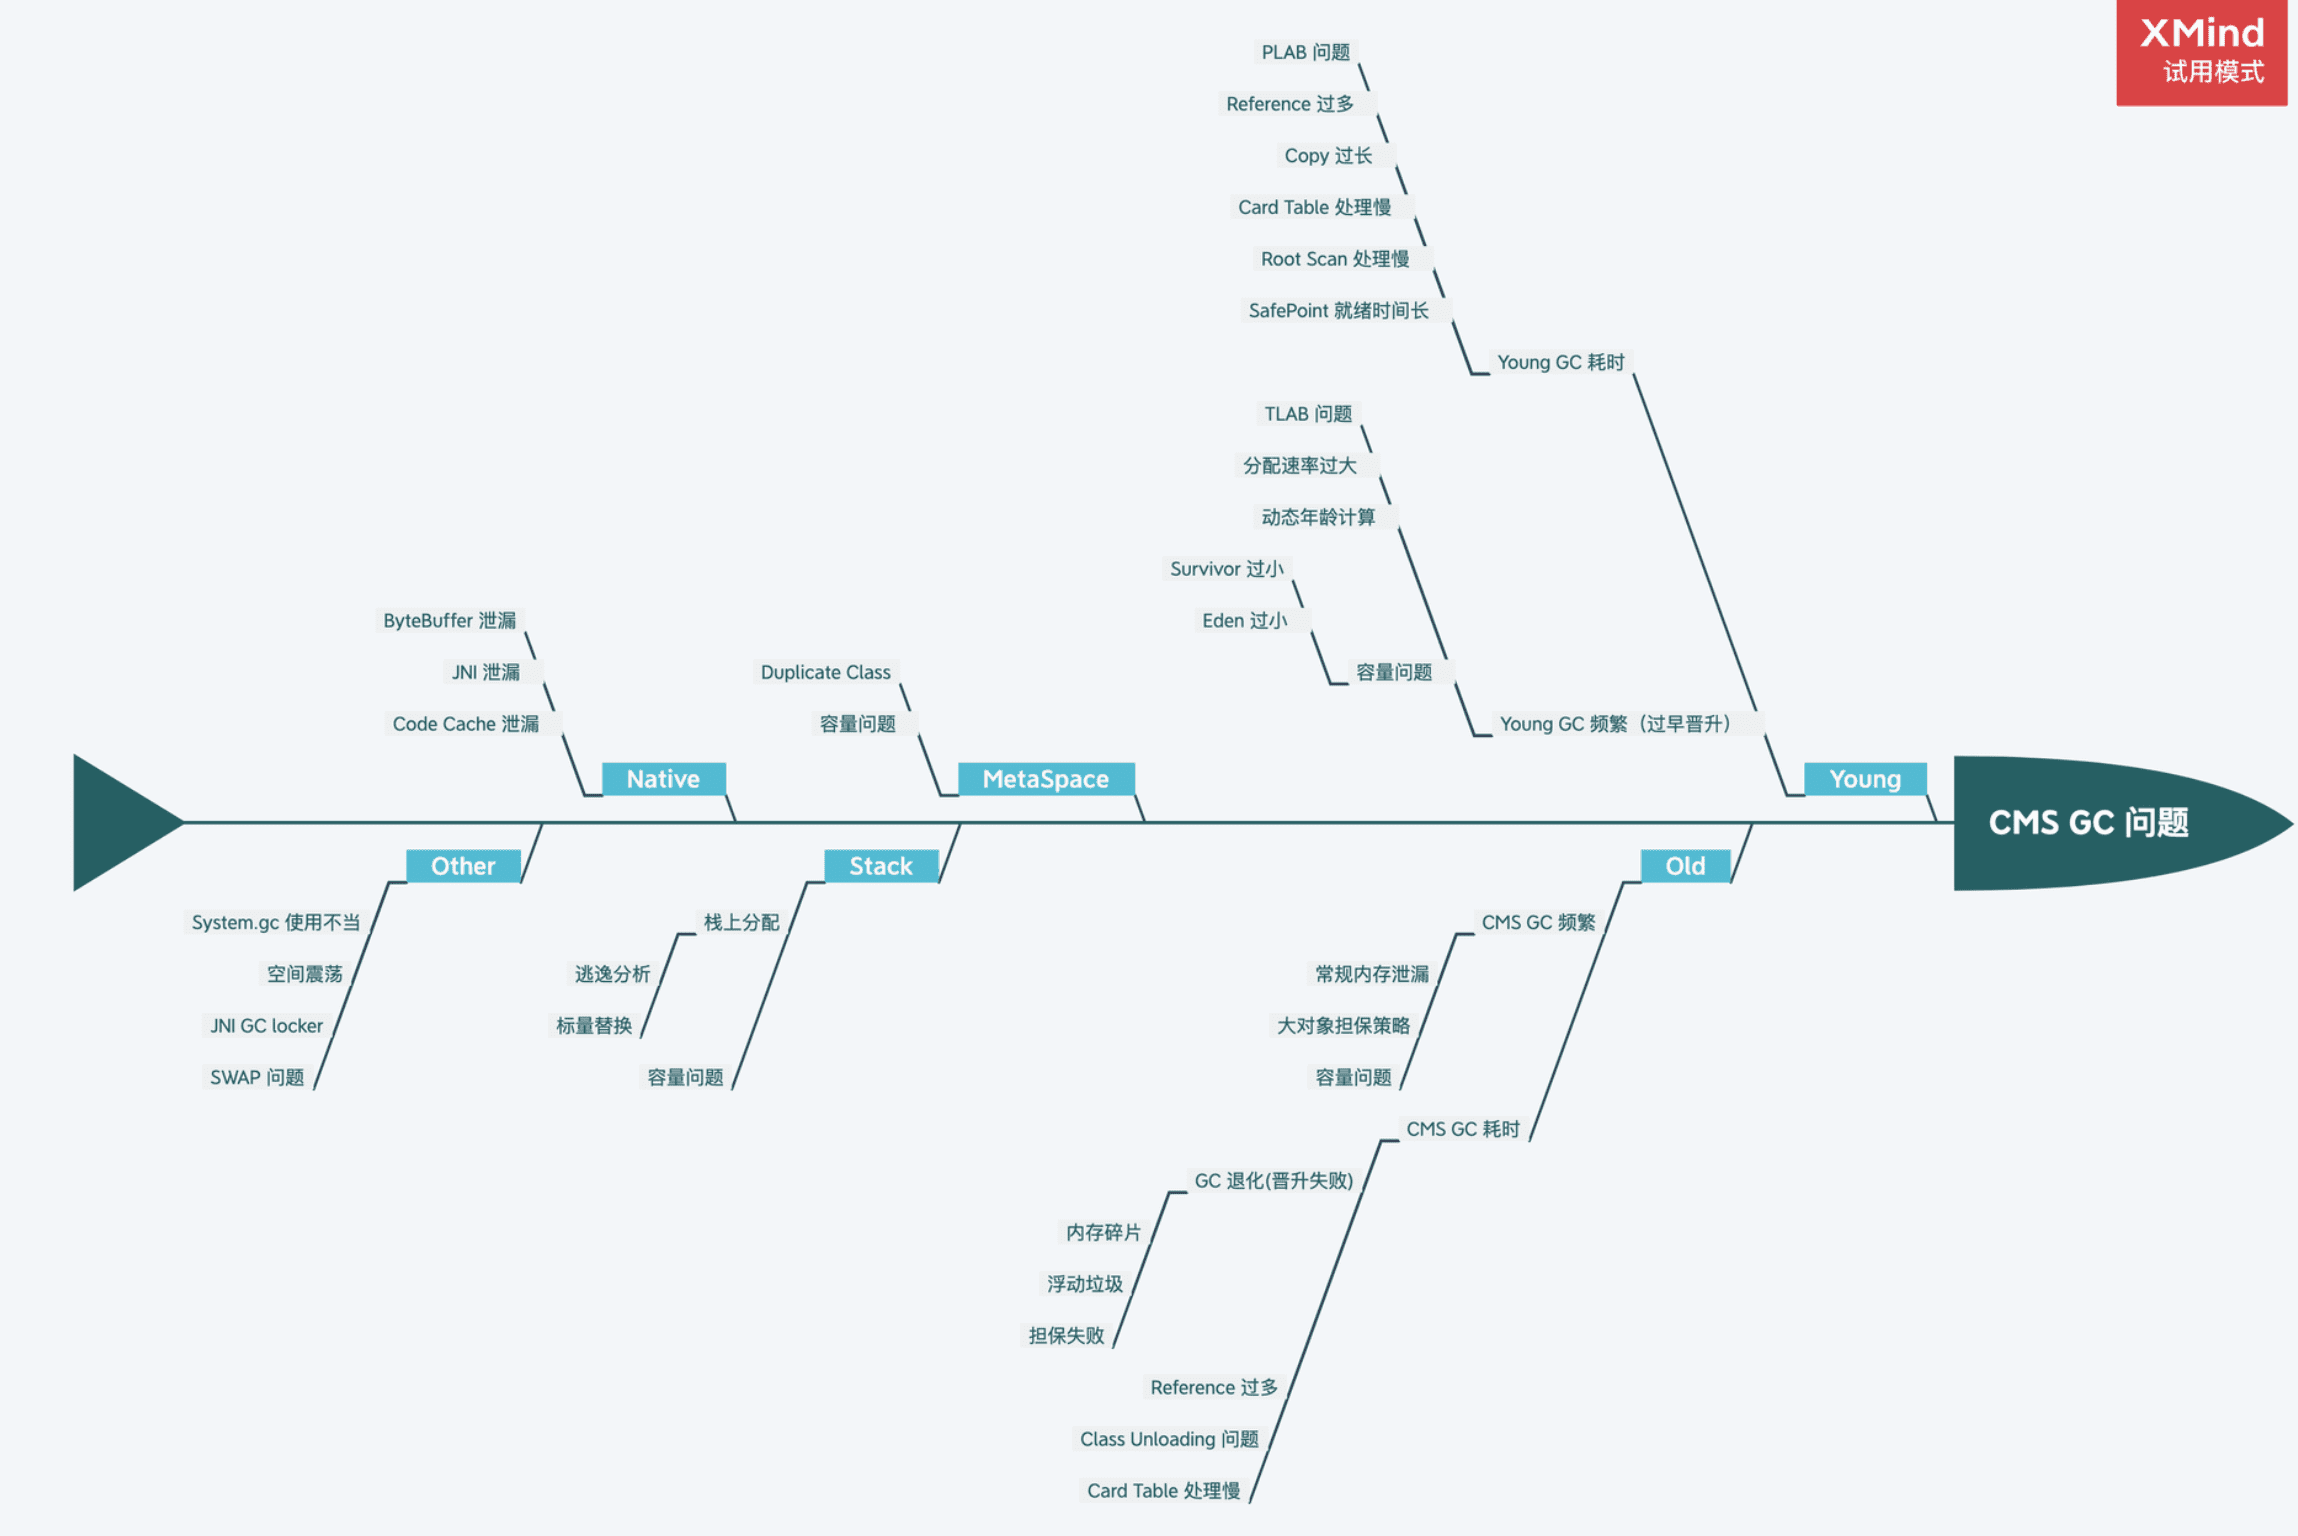 XMind
试用模式
PLAB 问题
Reference 过多
Copy 过长
Card Table 处理慢
Root Scan 处理慢
SafePoint 就绪时间长
Young GC 耗时
TLAB 问题
分配速率过大
动态年龄计算
Survivor 过小
Eden 过小
容量问题
Young GC 频繁（过早晋升）
ByteBuffer 泄漏
JNI 泄漏
Code Cache 泄漏
Duplicate Class
容量问题
Native
MetaSpace
Young
CMS GC 问题
Other
Stack
Old
System.gc 使用不当
空间震荡
JNI GC locker
SWAP 问题
栈上分配
逃逸分析
标量替换
容量问题
CMS GC 频繁
常规内存泄漏
大对象担保策略
容量问题
CMS GC 耗时
GC 退化(晋升失败)
内存碎片
浮动垃圾
担保失败
Reference 过多
Class Unloading 问题
Card Table 处理慢